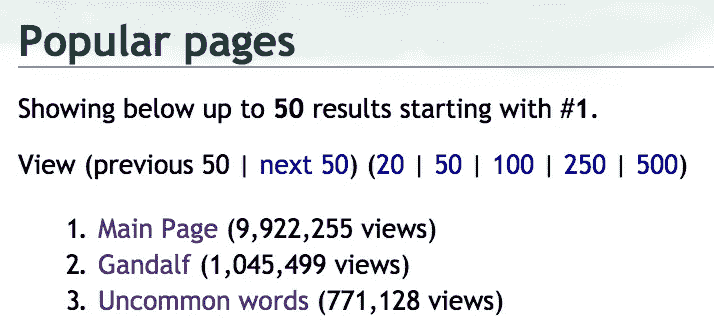 Popular pages
Showing below up to 50 results starting with #1.
View (previous 50 | next 50) (20 | 50 | 100 | 250 | 500)
1. Main Page (9,922,255 views)
2. Gandalf (1,045,499 views)
3. Uncommon words (771,128 views)